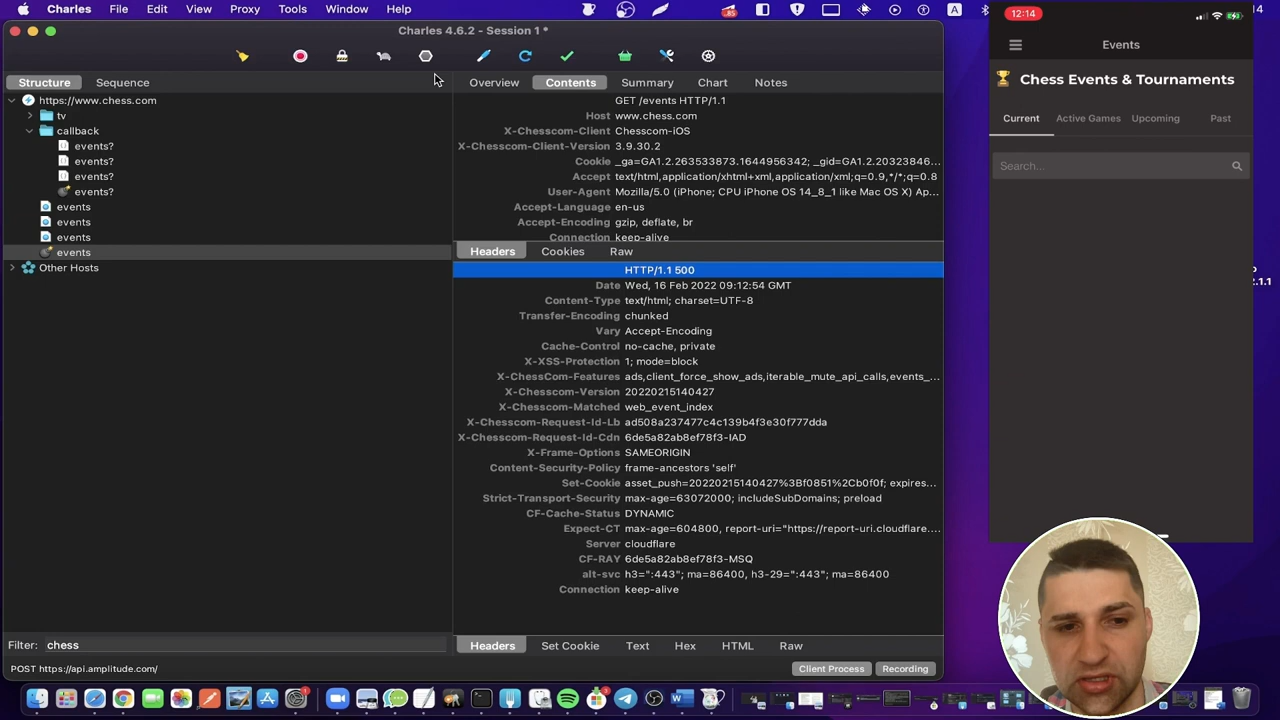 Charles File Edit View Proxy Tools Window Help
.85
A
14
Charles 4.6.2 - Session 1 *
Structure Sequence
https://www.chess.com
tv
callback
events?
events?
events?
events?
events
events
events
events
Other Hosts
Filter: chess
POST https://api.amplitude.com/
Overview Contents Summary Chart Notes
GET /events HTTP/1.1
Host www.chess.com
X-Chesscom-Client Chesscom-iOS
X-Chesscom-Client-Version 3.9.30.2
Cookie _ga=GA1.2.263533873.1644956342; _gid=GA1.2.20323846...
Accept text/html,application/xhtml+xml,application/xml;q=0.9,*/*;q=0.8
User-Agent Mozilla/5.0 (iPhone; CPU iPhone OS 14_8_1 like Mac OS X) Ap...
Accept-Language en-us
Accept-Encoding gzip, deflate, br
Connection keep-alive
Headers Cookies Raw
HTTP/1.1 500
Date Wed, 16 Feb 2022 09:12:54 GMT
Content-Type text/html; charset=UTF-8
Transfer-Encoding chunked
Vary Accept-Encoding
Cache-Control no-cache, private
X-XSS-Protection 1; mode=block
X-ChessCom-Features ads,client_force_show_ads,iterable_mute_api_calls,events_...
X-Chesscom-Version 20220215140427
X-Chesscom-Matched web_event_index
X-Chesscom-Request-Id-Lb ad508a237477c4c139b4f3e30f777dda
X-Chesscom-Request-Id-Cdn 6de5a82ab8ef78f3-IAD
X-Frame-Options SAMEORIGIN
Content-Security-Policy frame-ancestors 'self'
Set-Cookie asset_push=20220215140427%3Bf0851%2Cb0f0f; expires...
Strict-Transport-Security max-age=63072000; includeSubDomains; preload
CF-Cache-Status DYNAMIC
Expect-CT max-age=604800, report-uri="https://report-uri.cloudflare....
Server cloudflare
CF-RAY 6de5a82ab8ef78f3-MSQ
alt-svc h3=":443"; ma=86400, h3-29=":443"; ma=86400
Connection keep-alive
Headers Set Cookie Text Hex HTML Raw
Client Process Recording
12:14
Events
Chess Events & Tournaments
Current Active Games Upcoming Past
Search...
2.1.1